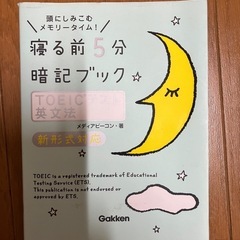 頭にしみこむ
メモリータイム!
寝る前5分
暗記ブック
TOEICテスト
英文法
新形式対応
メディアビーコン・著
TOEIC is a registered trademark of Educational
Testing Service (ETS).
This publication is not endorsed or
approved by ETS.
Gakken